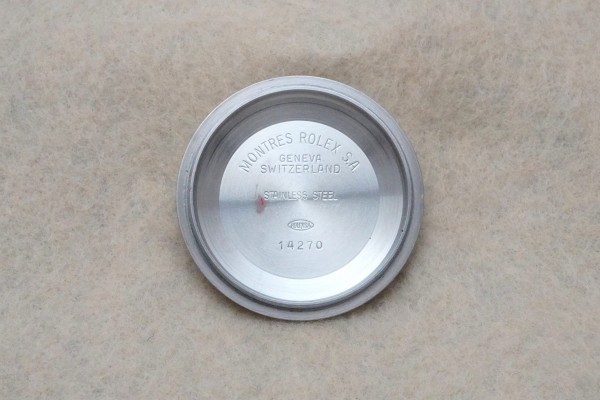 MONTRES ROLEX S.A.
GENEVA
SWITZERLAND
STAINLESS STEEL
14270